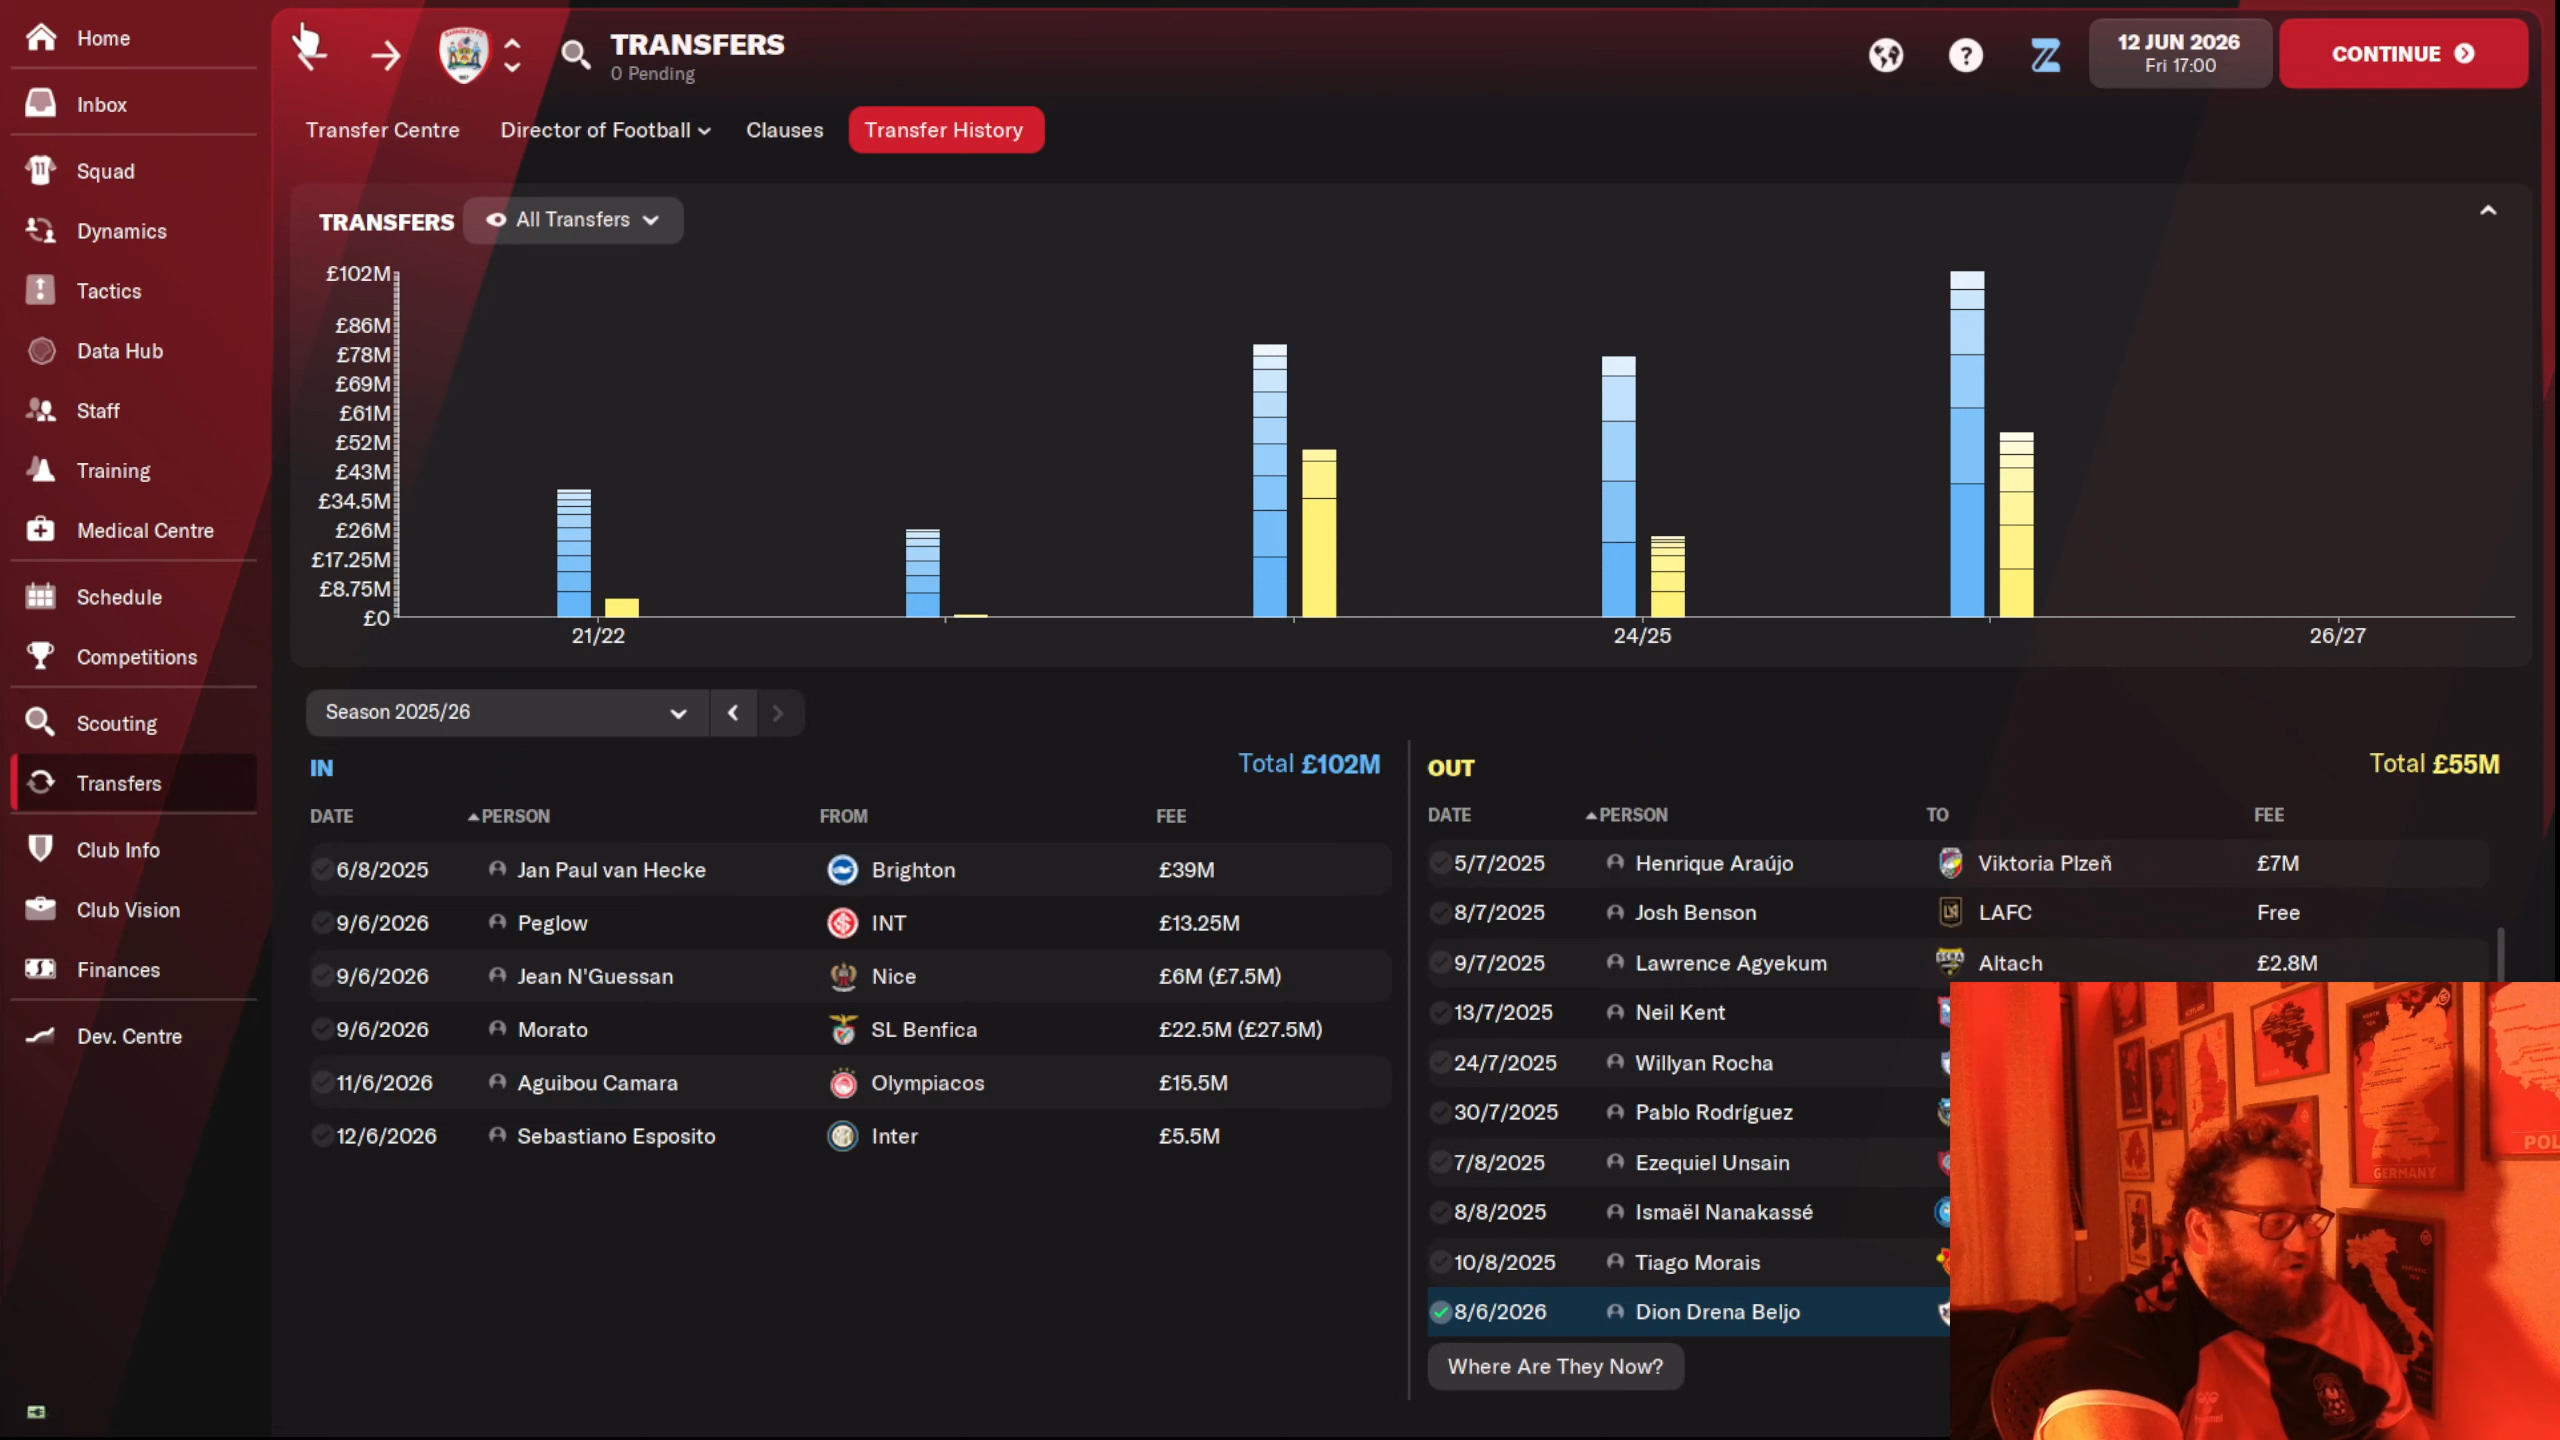 Home
Inbox
Squad
Dynamics
Tactics
Data Hub
Staff
Training
Medical Centre
Schedule
Competitions
Scouting
Transfers
Club Info
Club Vision
Finances
Dev. Centre
TRANSFERS
0 Pending
12 JUN 2026
Fri 17:00
CONTINUE
Transfer Centre
Director of Football
Clauses
Transfer History
TRANSFERS
All Transfers
£102M
£86M
£78M
£69M
£61M
£52M
£43M
£34.5M
£26M
£17.25M
£8.75M
£0
21/22
24/25
26/27
Season 2025/26
IN
Total £102M
DATE PERSON FROM FEE
6/8/2025 Jan Paul van Hecke Brighton £39M
9/6/2026 Peglow INT £13.25M
9/6/2026 Jean N'Guessan Nice £6M (£7.5M)
9/6/2026 Morato SL Benfica £22.5M (£27.5M)
11/6/2026 Aguibou Camara Olympiacos £15.5M
12/6/2026 Sebastiano Esposito Inter £5.5M
OUT
Total £55M
DATE PERSON TO FEE
5/7/2025 Henrique Araújo Viktoria Plzeň £7M
8/7/2025 Josh Benson LAFC Free
9/7/2025 Lawrence Agyekum Altach £2.8M
13/7/2025 Neil Kent
24/7/2025 Willyan Rocha
30/7/2025 Pablo Rodríguez
7/8/2025 Ezequiel Unsain
8/8/2025 Ismaël Nanakassé
10/8/2025 Tiago Morais
8/6/2026 Dion Drena Beljo
Where Are They Now?
GERMANY
POL
hummel